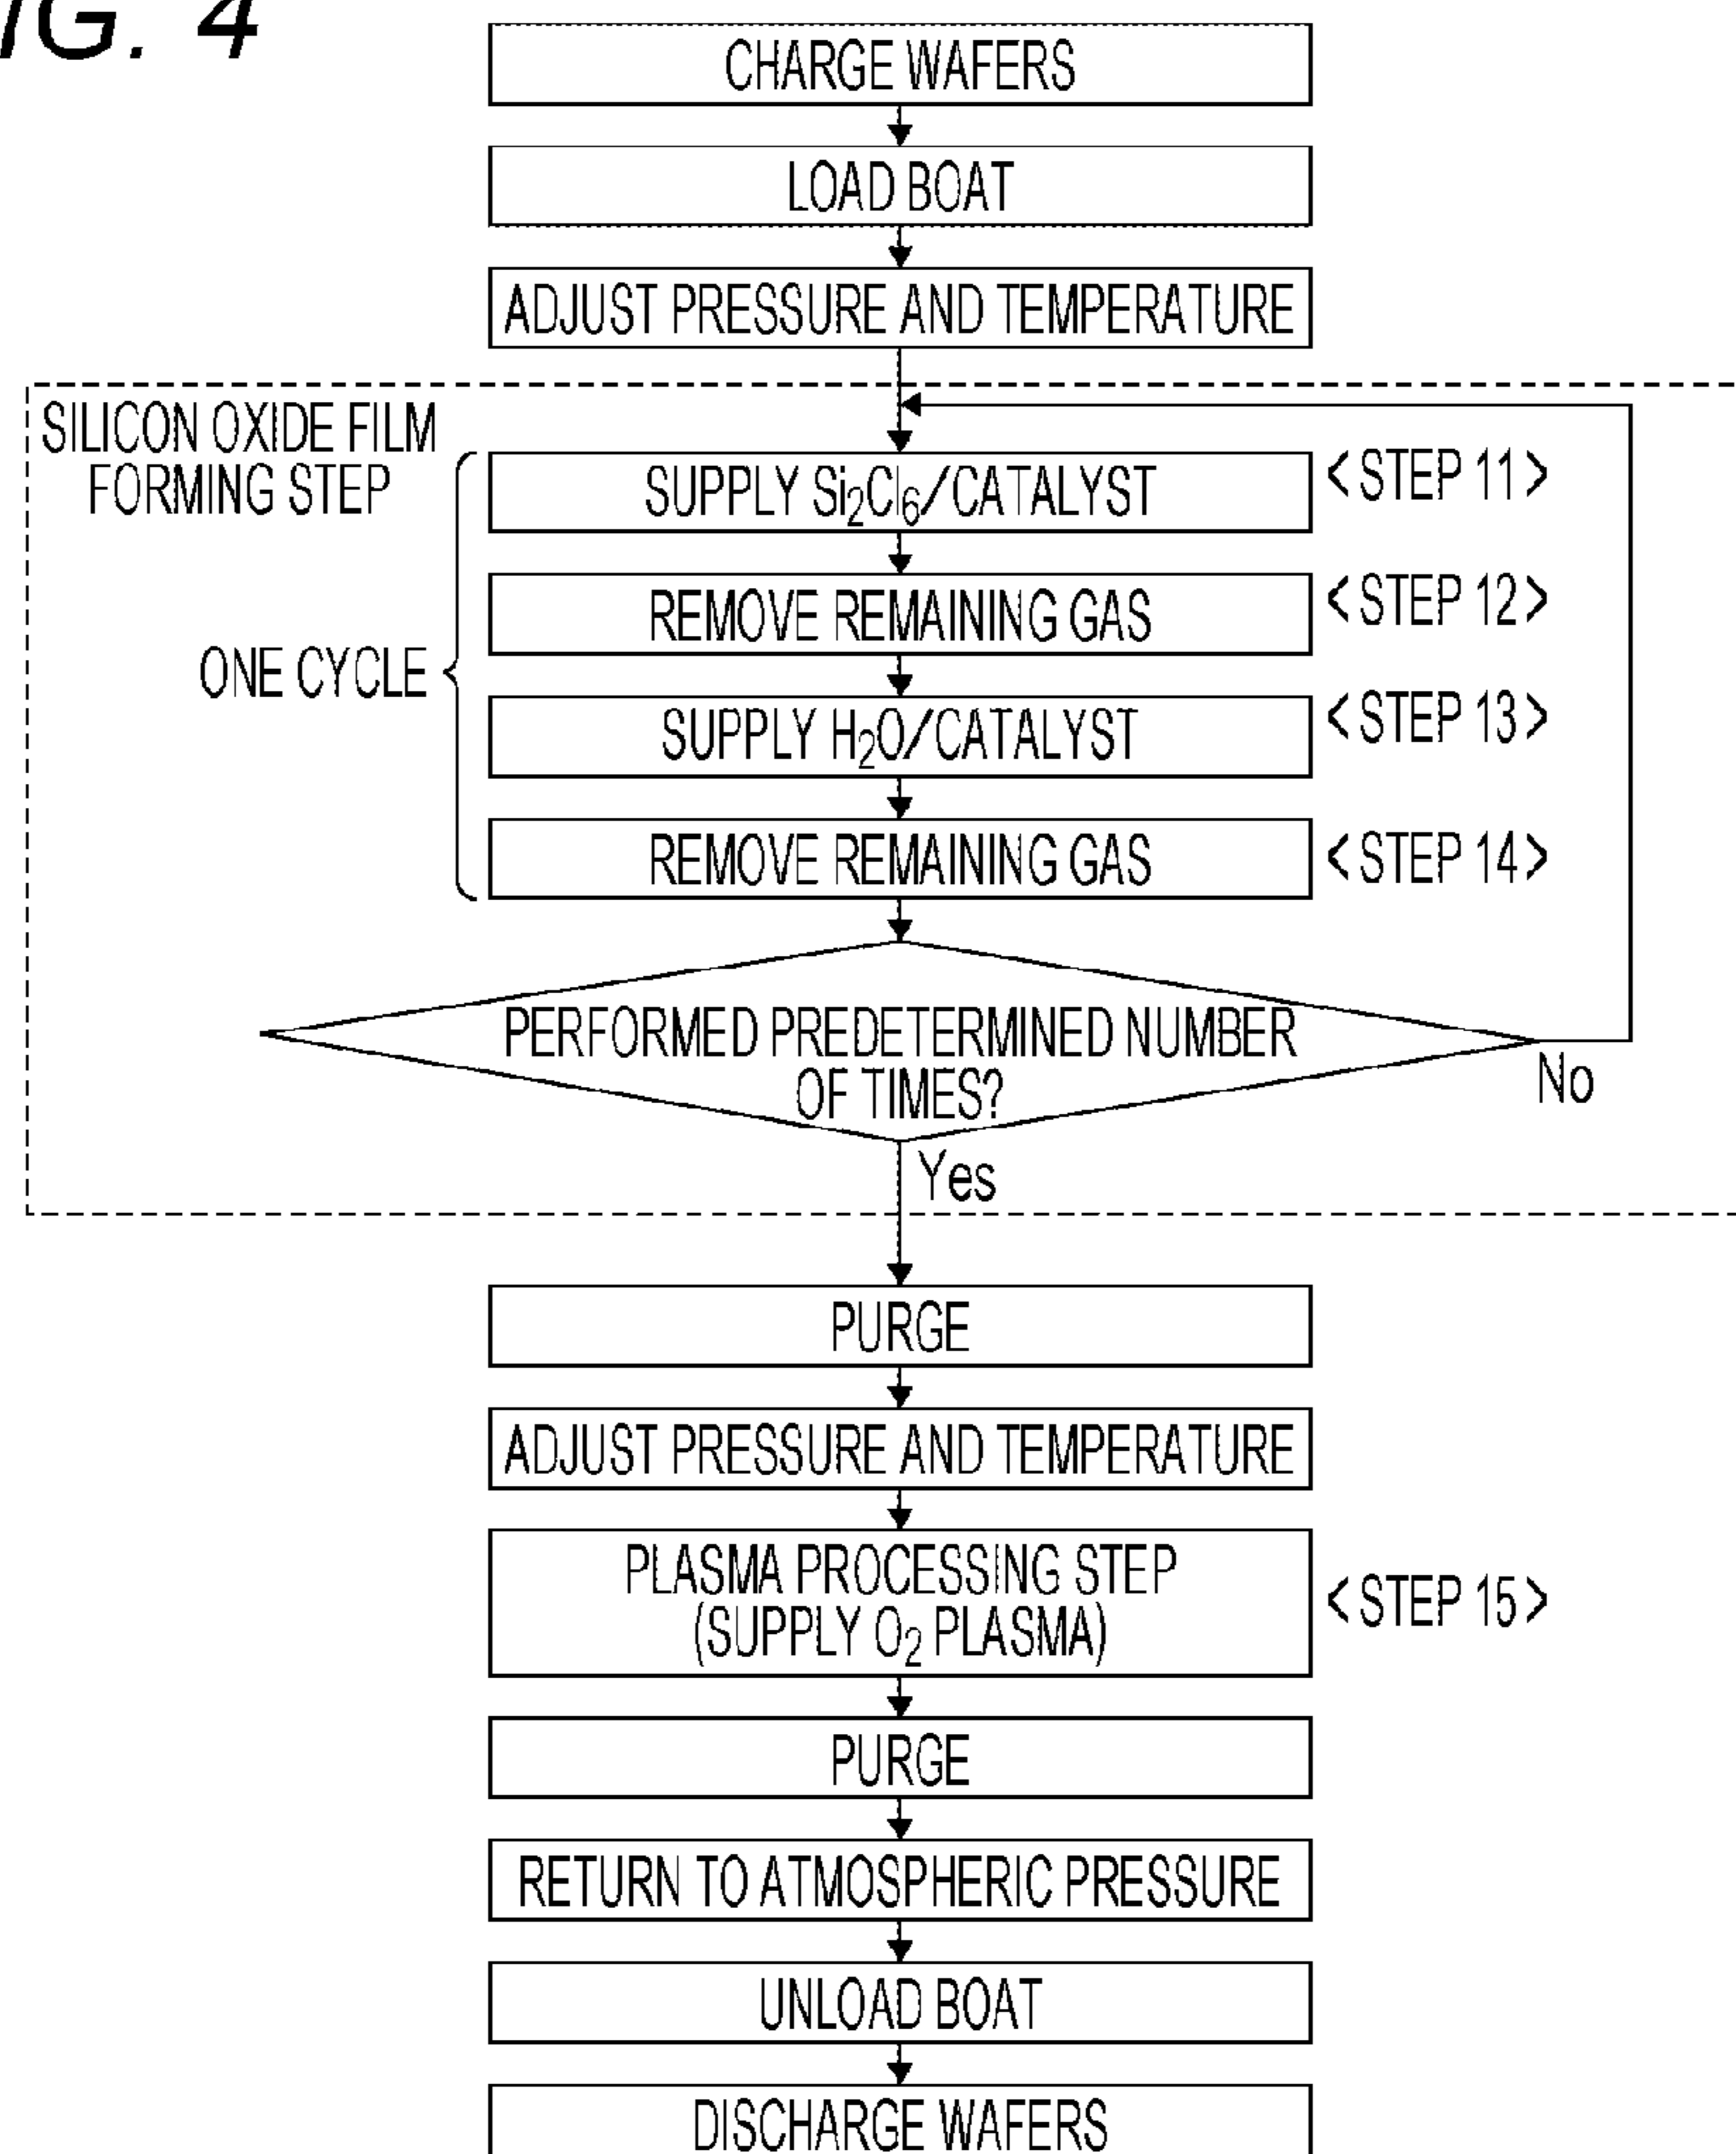 IG. 4
CHARGE WAFERS
LOAD BOAT
ADJUST PRESSURE AND TEMPERATURE
SILICON OXIDE FILM
FORMING STEP
SUPPLY Si₂Cl₆/CATALYST
<STEP 11>
REMOVE REMAINING GAS
<STEP 12>
ONE CYCLE
SUPPLY H₂O/CATALYST
<STEP 13>
REMOVE REMAINING GAS
<STEP 14>
PERFORMED PREDETERMINED NUMBER
OF TIMES?
No
Yes
PURGE
ADJUST PRESSURE AND TEMPERATURE
PLASMA PROCESSING STEP
(SUPPLY O₂ PLASMA)
<STEP 15>
PURGE
RETURN TO ATMOSPHERIC PRESSURE
UNLOAD BOAT
DISCHARGE WAFERS